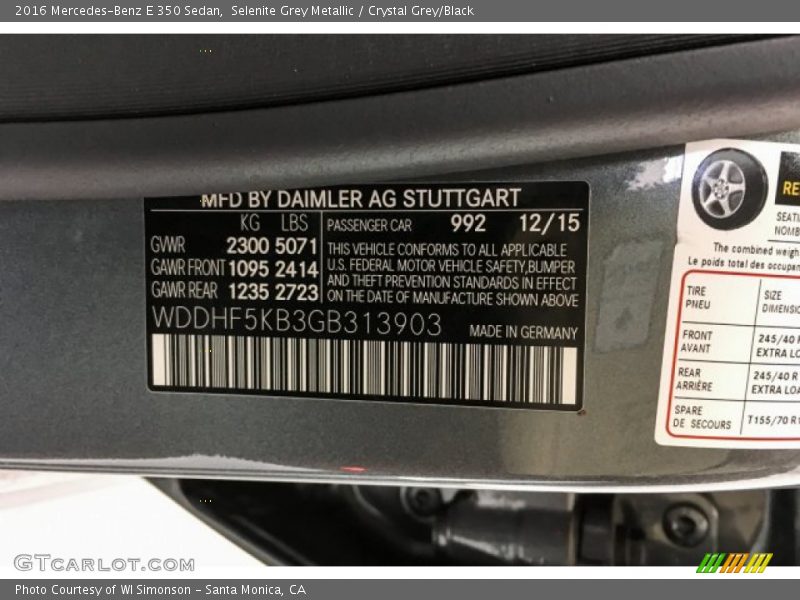 2016 Mercedes-Benz E 350 Sedan, Selenite Grey Metallic / Crystal Grey/Black
MFD BY DAIMLER AG STUTTGART
KG LBS
PASSENGER CAR 992 12/15
GVWR 2300 5071
GAWR FRONT 1095 2414
GAWR REAR 1235 2723
THIS VEHICLE CONFORMS TO ALL APPLICABLE
U.S. FEDERAL MOTOR VEHICLE SAFETY,BUMPER
AND THEFT PREVENTION STANDARDS IN EFFECT
ON THE DATE OF MANUFACTURE SHOWN ABOVE
WDDHF5KB3GB313903
MADE IN GERMANY
The combined
Le poids total des
TIRE
PNEU
SIZE
FRONT
AVANT
245/40
EXTRA
REAR
ARRIÈRE
245/40 R
EXTRA
SPARE
DE SECOURS
T155/70
GTCARLOT.COM
Photo Courtesy of WI Simonson - Santa Monica, CA